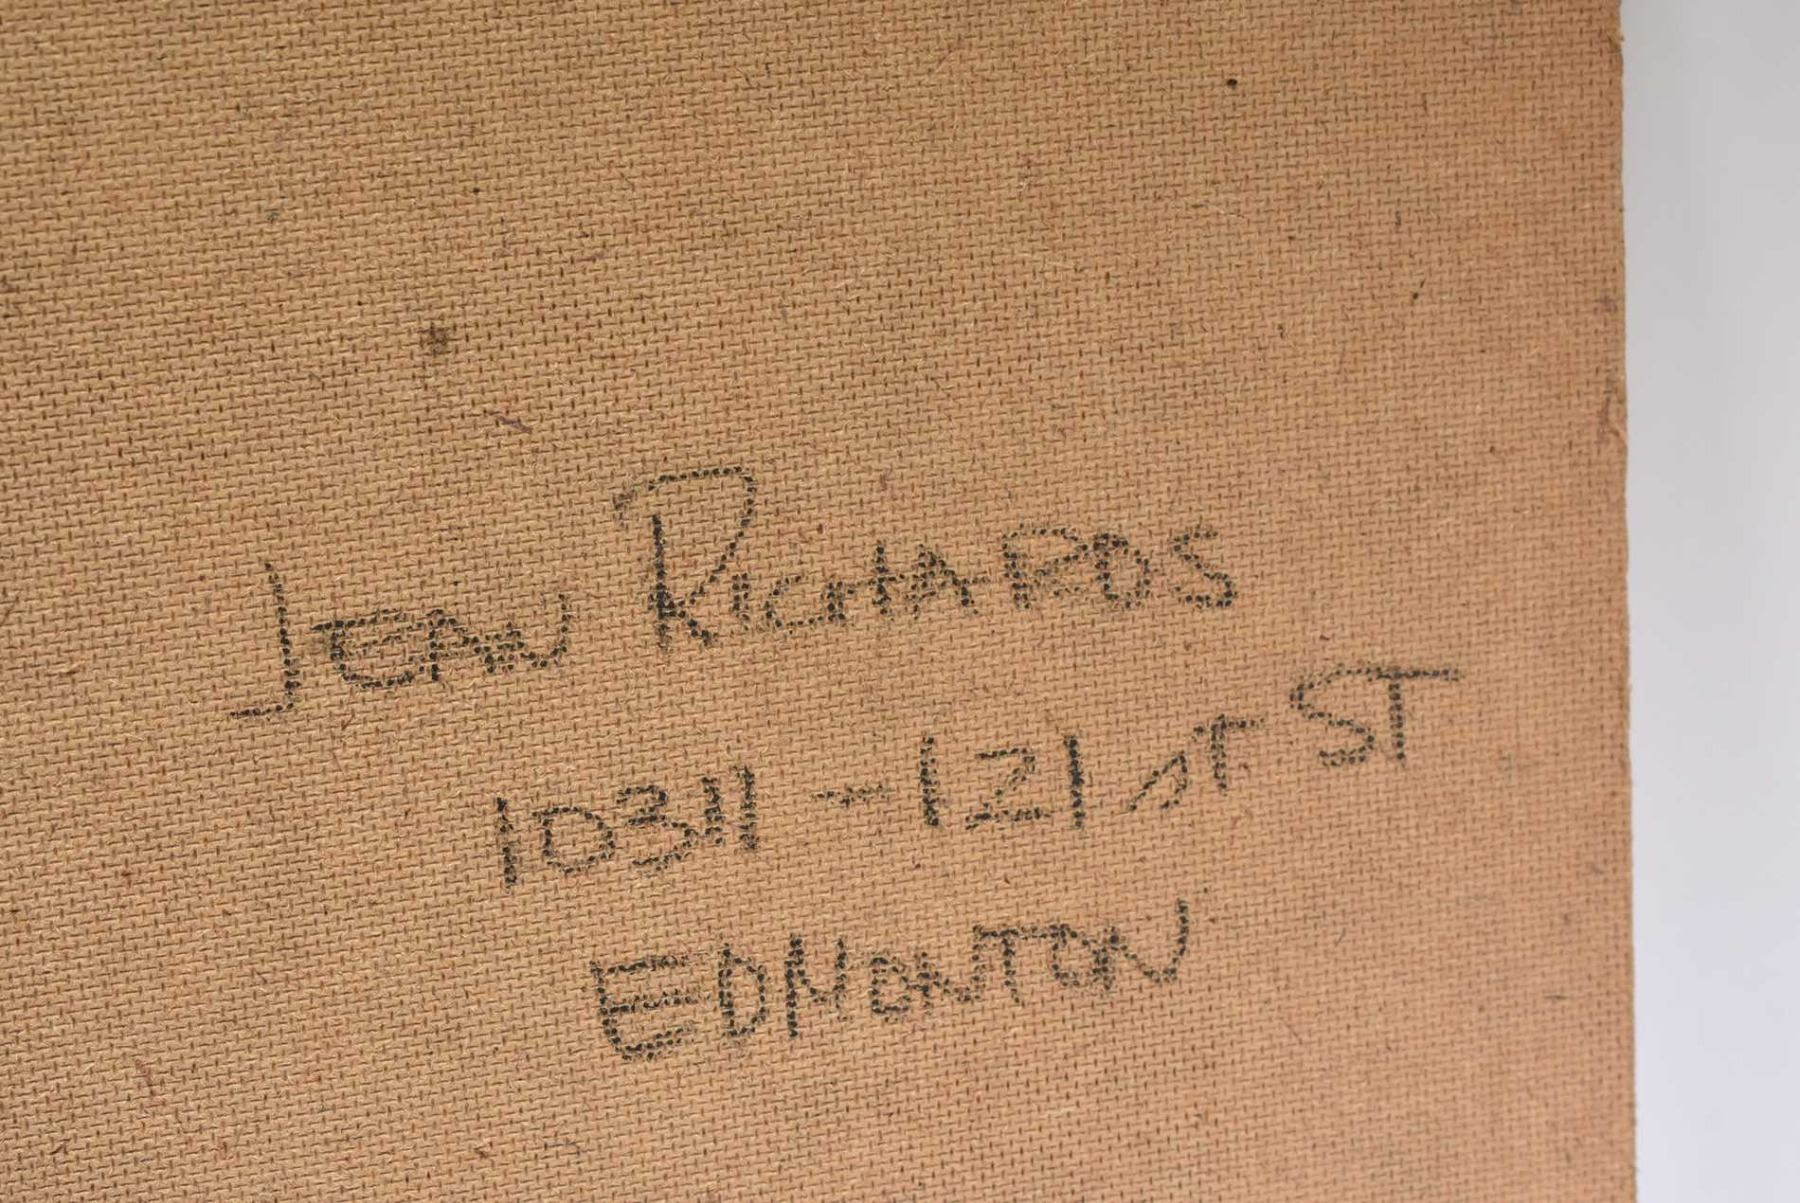 JEAN RICHARDS
10311 - 121ST ST
EDMONTON